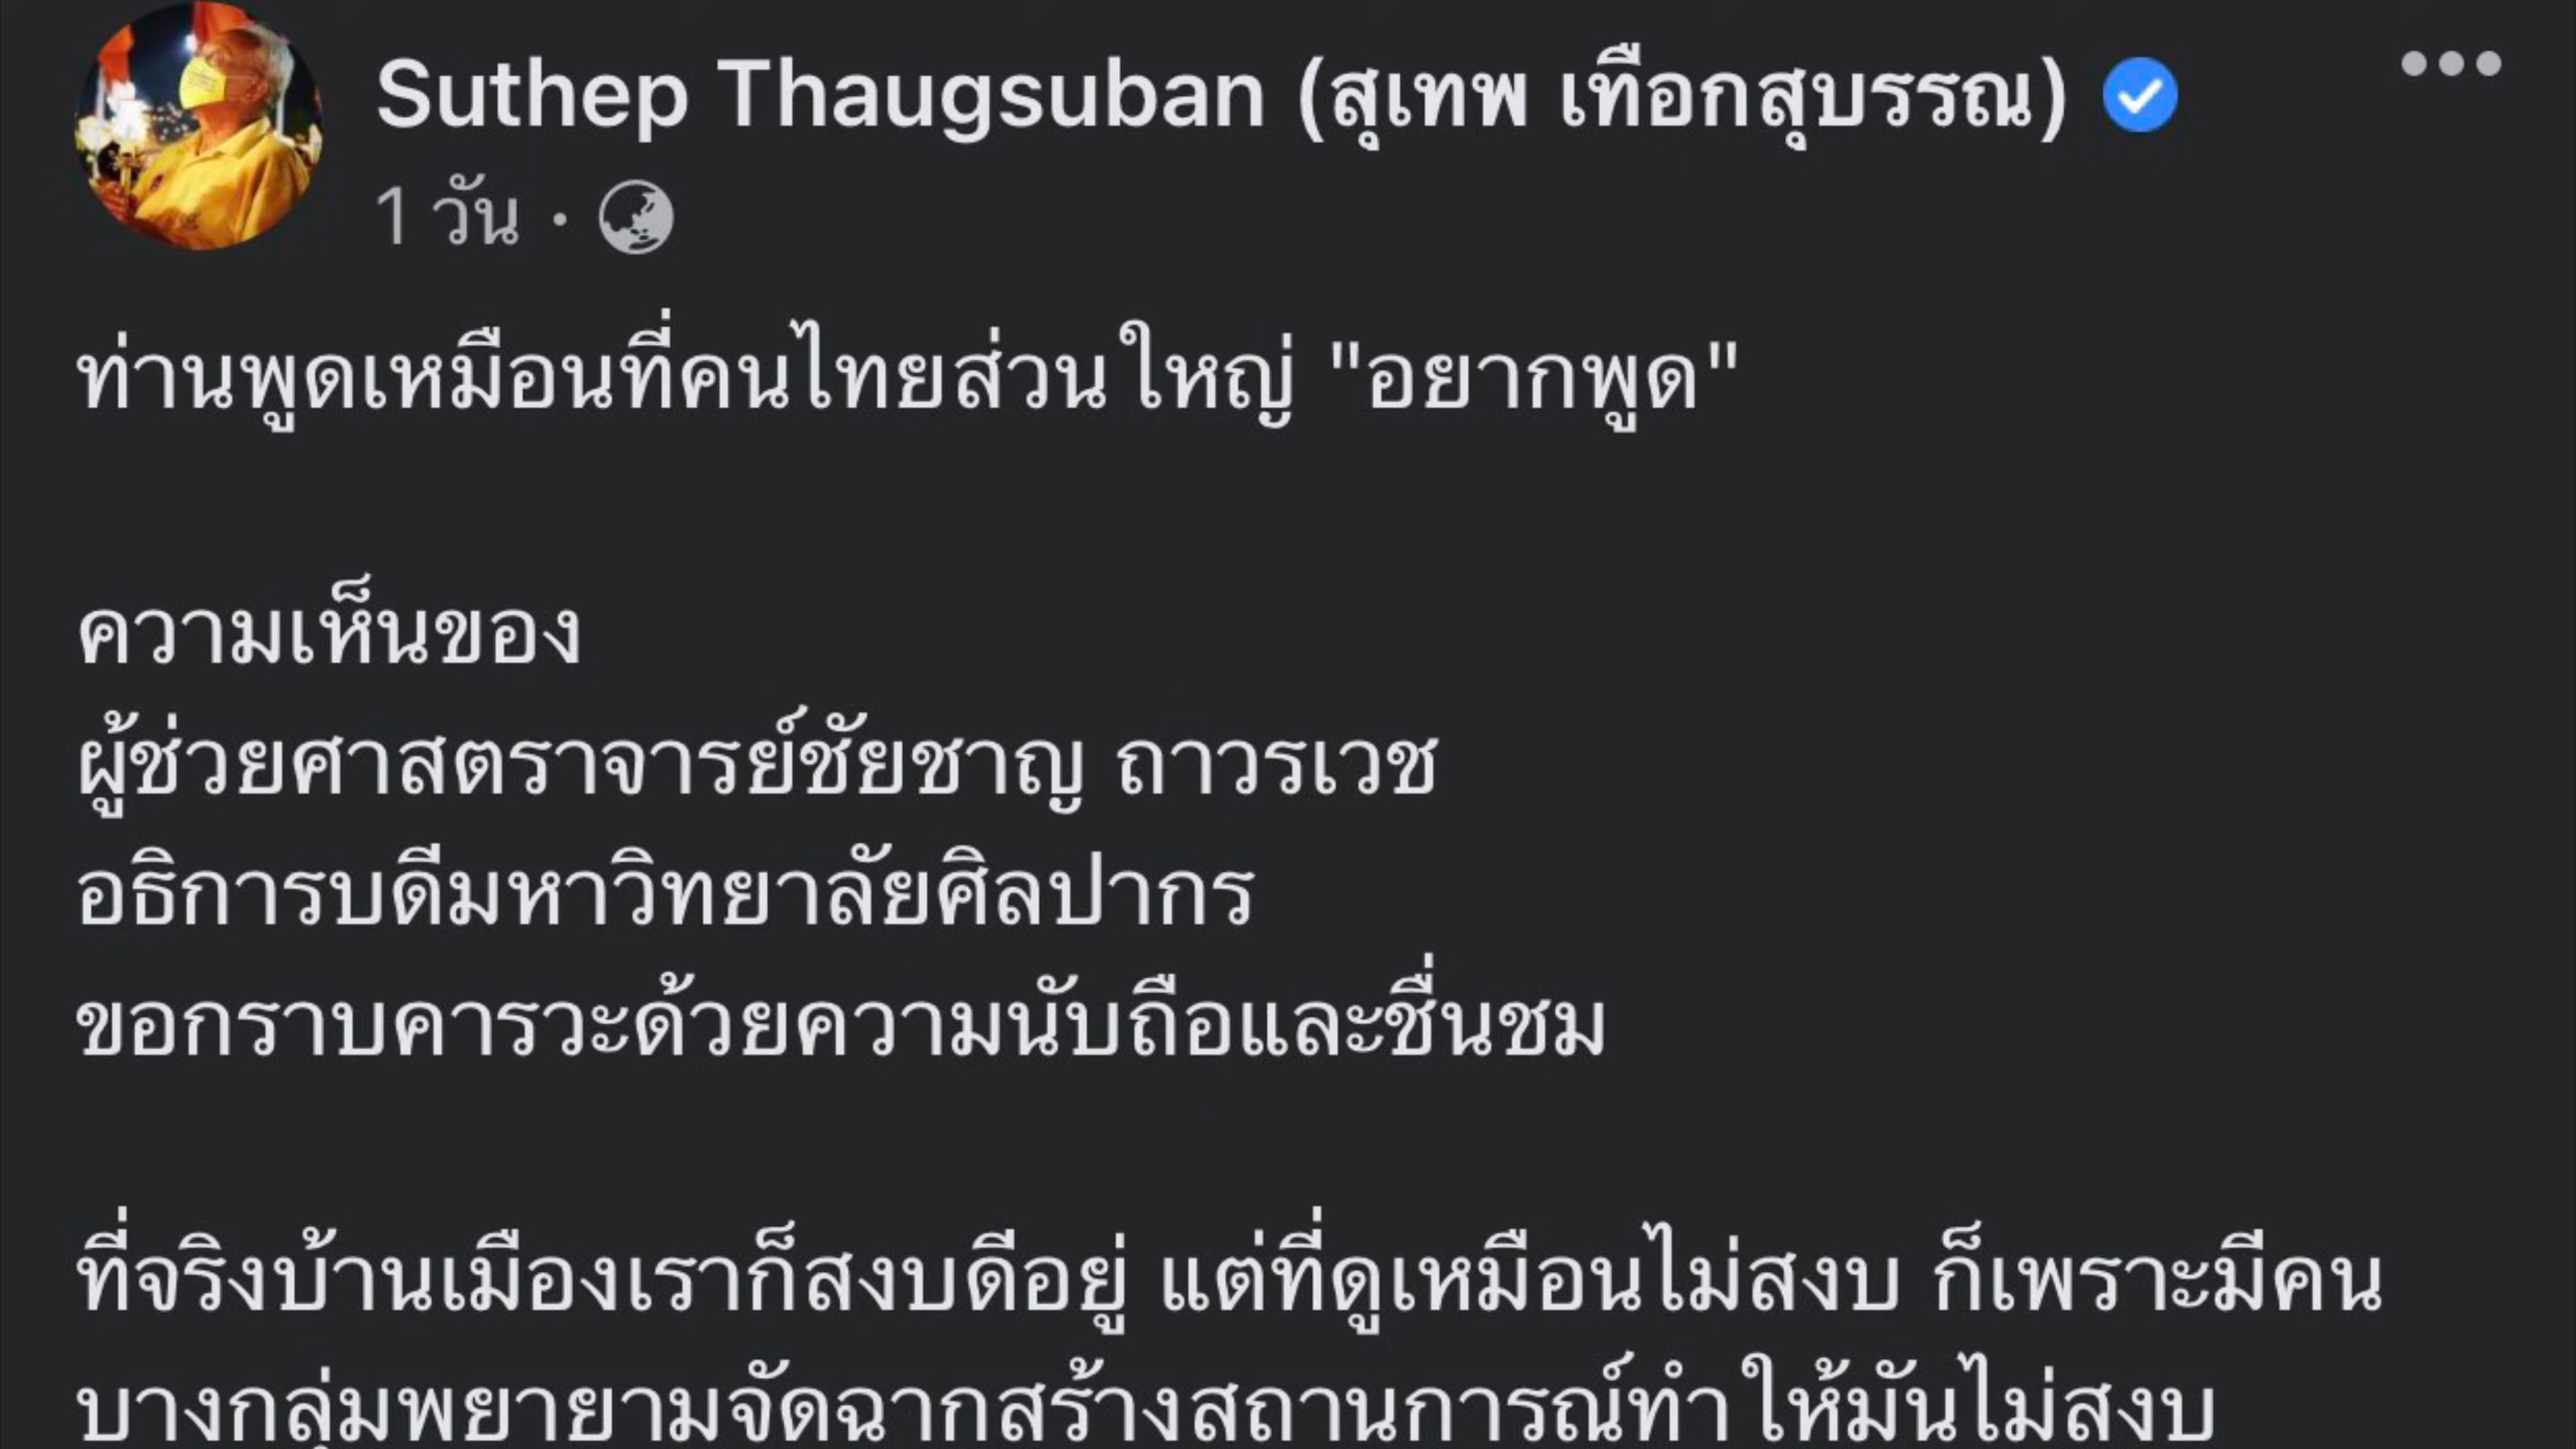 Suthep Thaugsuban (สุเทพ เทือกสุบรรณ)
1 วัน ·
ท่านพูดเหมือนที่คนไทยส่วนใหญ่ "อยากพูด"
ความเห็นของ
ผู้ช่วยศาสตราจารย์ชัยชาญ ถาวรเวช
อธิการบดีมหาวิทยาลัยศิลปากร
ขอกราบคารวะด้วยความนับถือและชื่นชม
ที่จริงบ้านเมืองเราก็สงบดีอยู่ แต่ที่ดูเหมือนไม่สงบ ก็เพราะมีคน
บางกลุ่มพยายามจัดฉากสร้างสถานการณ์ทำให้มันไม่สงบ